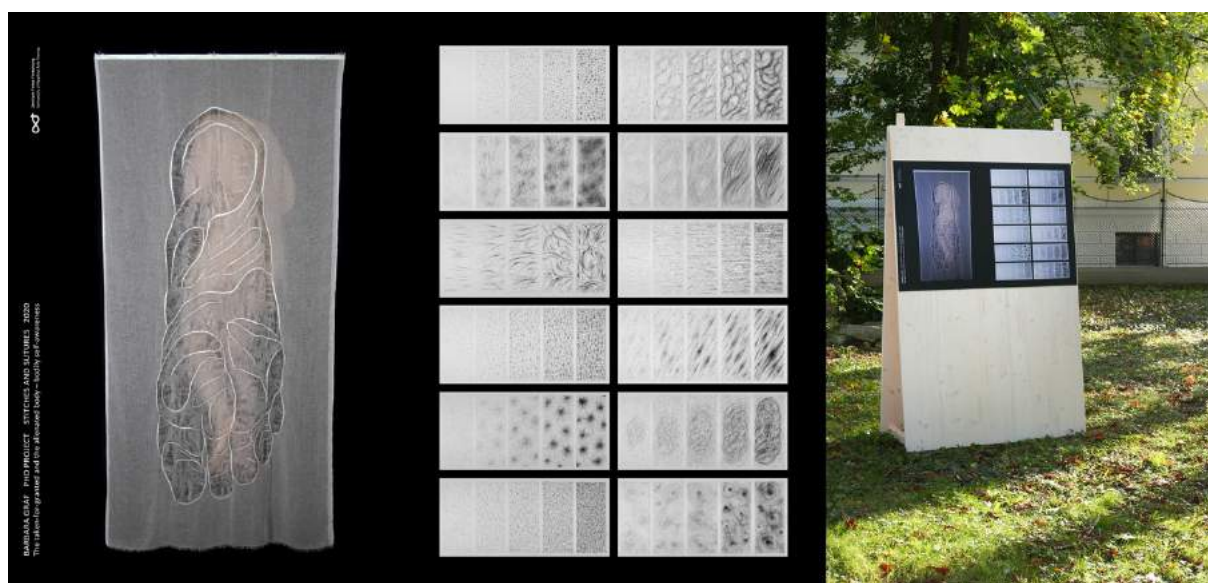 BARBARA GRAF PHD PROJECT STITCHES AND SUTURES 2020
The taken-for-granted and the alienated body – bodily self-awareness